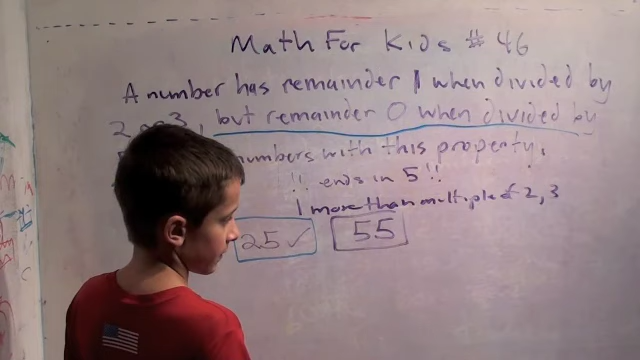 Math For Kids # 46
A number has remainder 1 when divided by
2 3, but remainder 0 when divided by
numbers with this property.
!! ends in 5 !!
1 more than multiple of 2, 3
25 ✓ 55